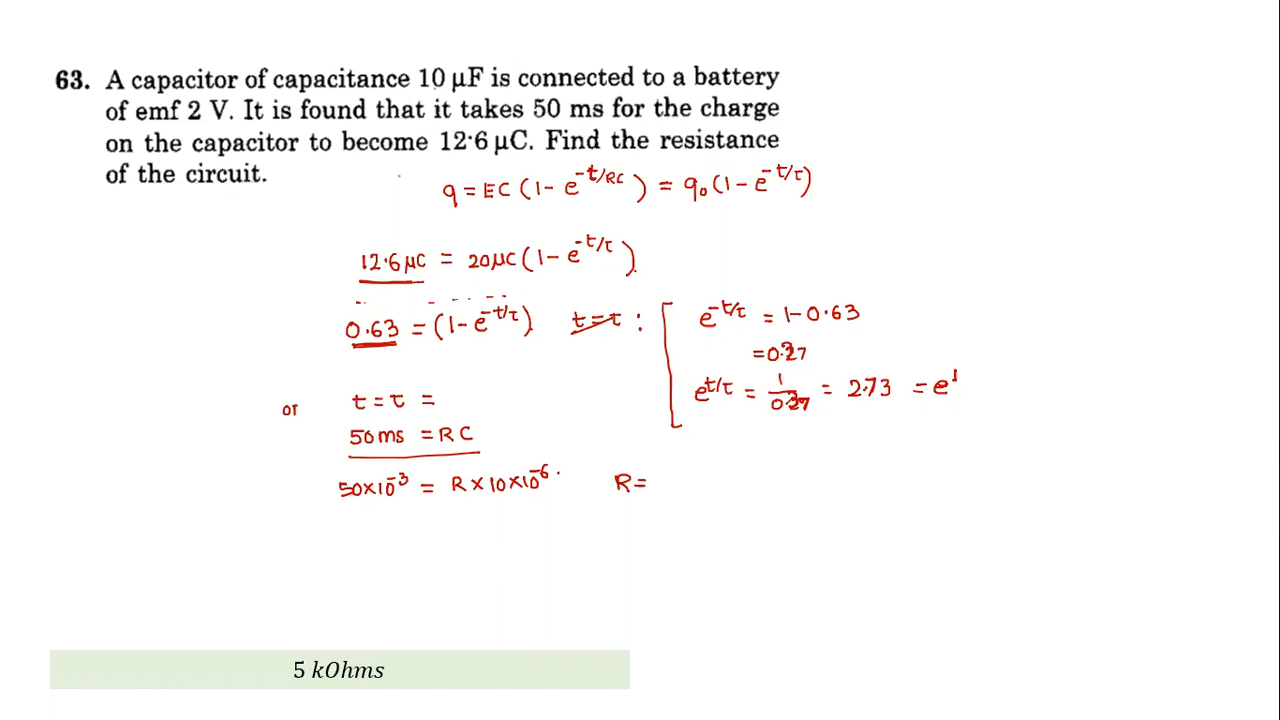 63. A capacitor of capacitance 10 μF is connected to a battery
of emf 2 V. It is found that it takes 50 ms for the charge
on the capacitor to become 12·6 μC. Find the resistance
of the circuit.
q = EC (1 - e^-t/RC) = q₀ (1 - e^-t/τ)
12.6 μC = 20 μC (1 - e^-t/τ)
0.63 = (1 - e^-t/τ) t = τ :
e^-t/τ = 1 - 0.63
= 0.37
e^t/τ = 1/0.37 = 2.73 = e^1
or t = τ =
50 ms = RC
50 × 10^-3 = R × 10 × 10^-6 R =
5 kOhms